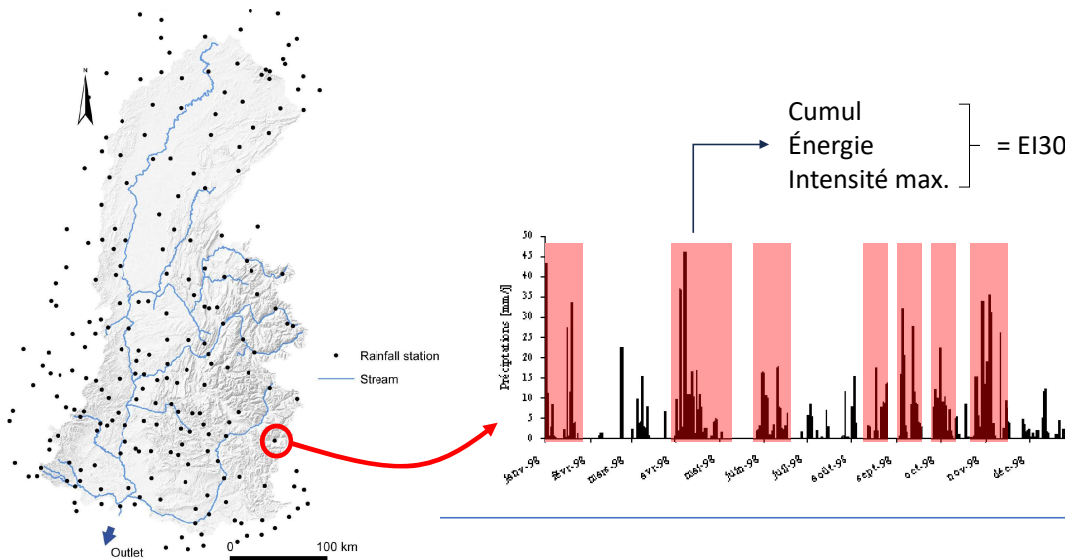 N
Ranfall station
Stream
Outlet
0 100 km
Cumul
Énergie
Intensité max.
= EI30
Préciptations [mm/j]
50
45
40
35
30
25
20
15
10
5
0
janv.-98
févr.-98
mars-98
avr.-98
mai-98
juin-98
juil.-98
août-98
sept.-98
oct.-98
nov.-98
déc.-98